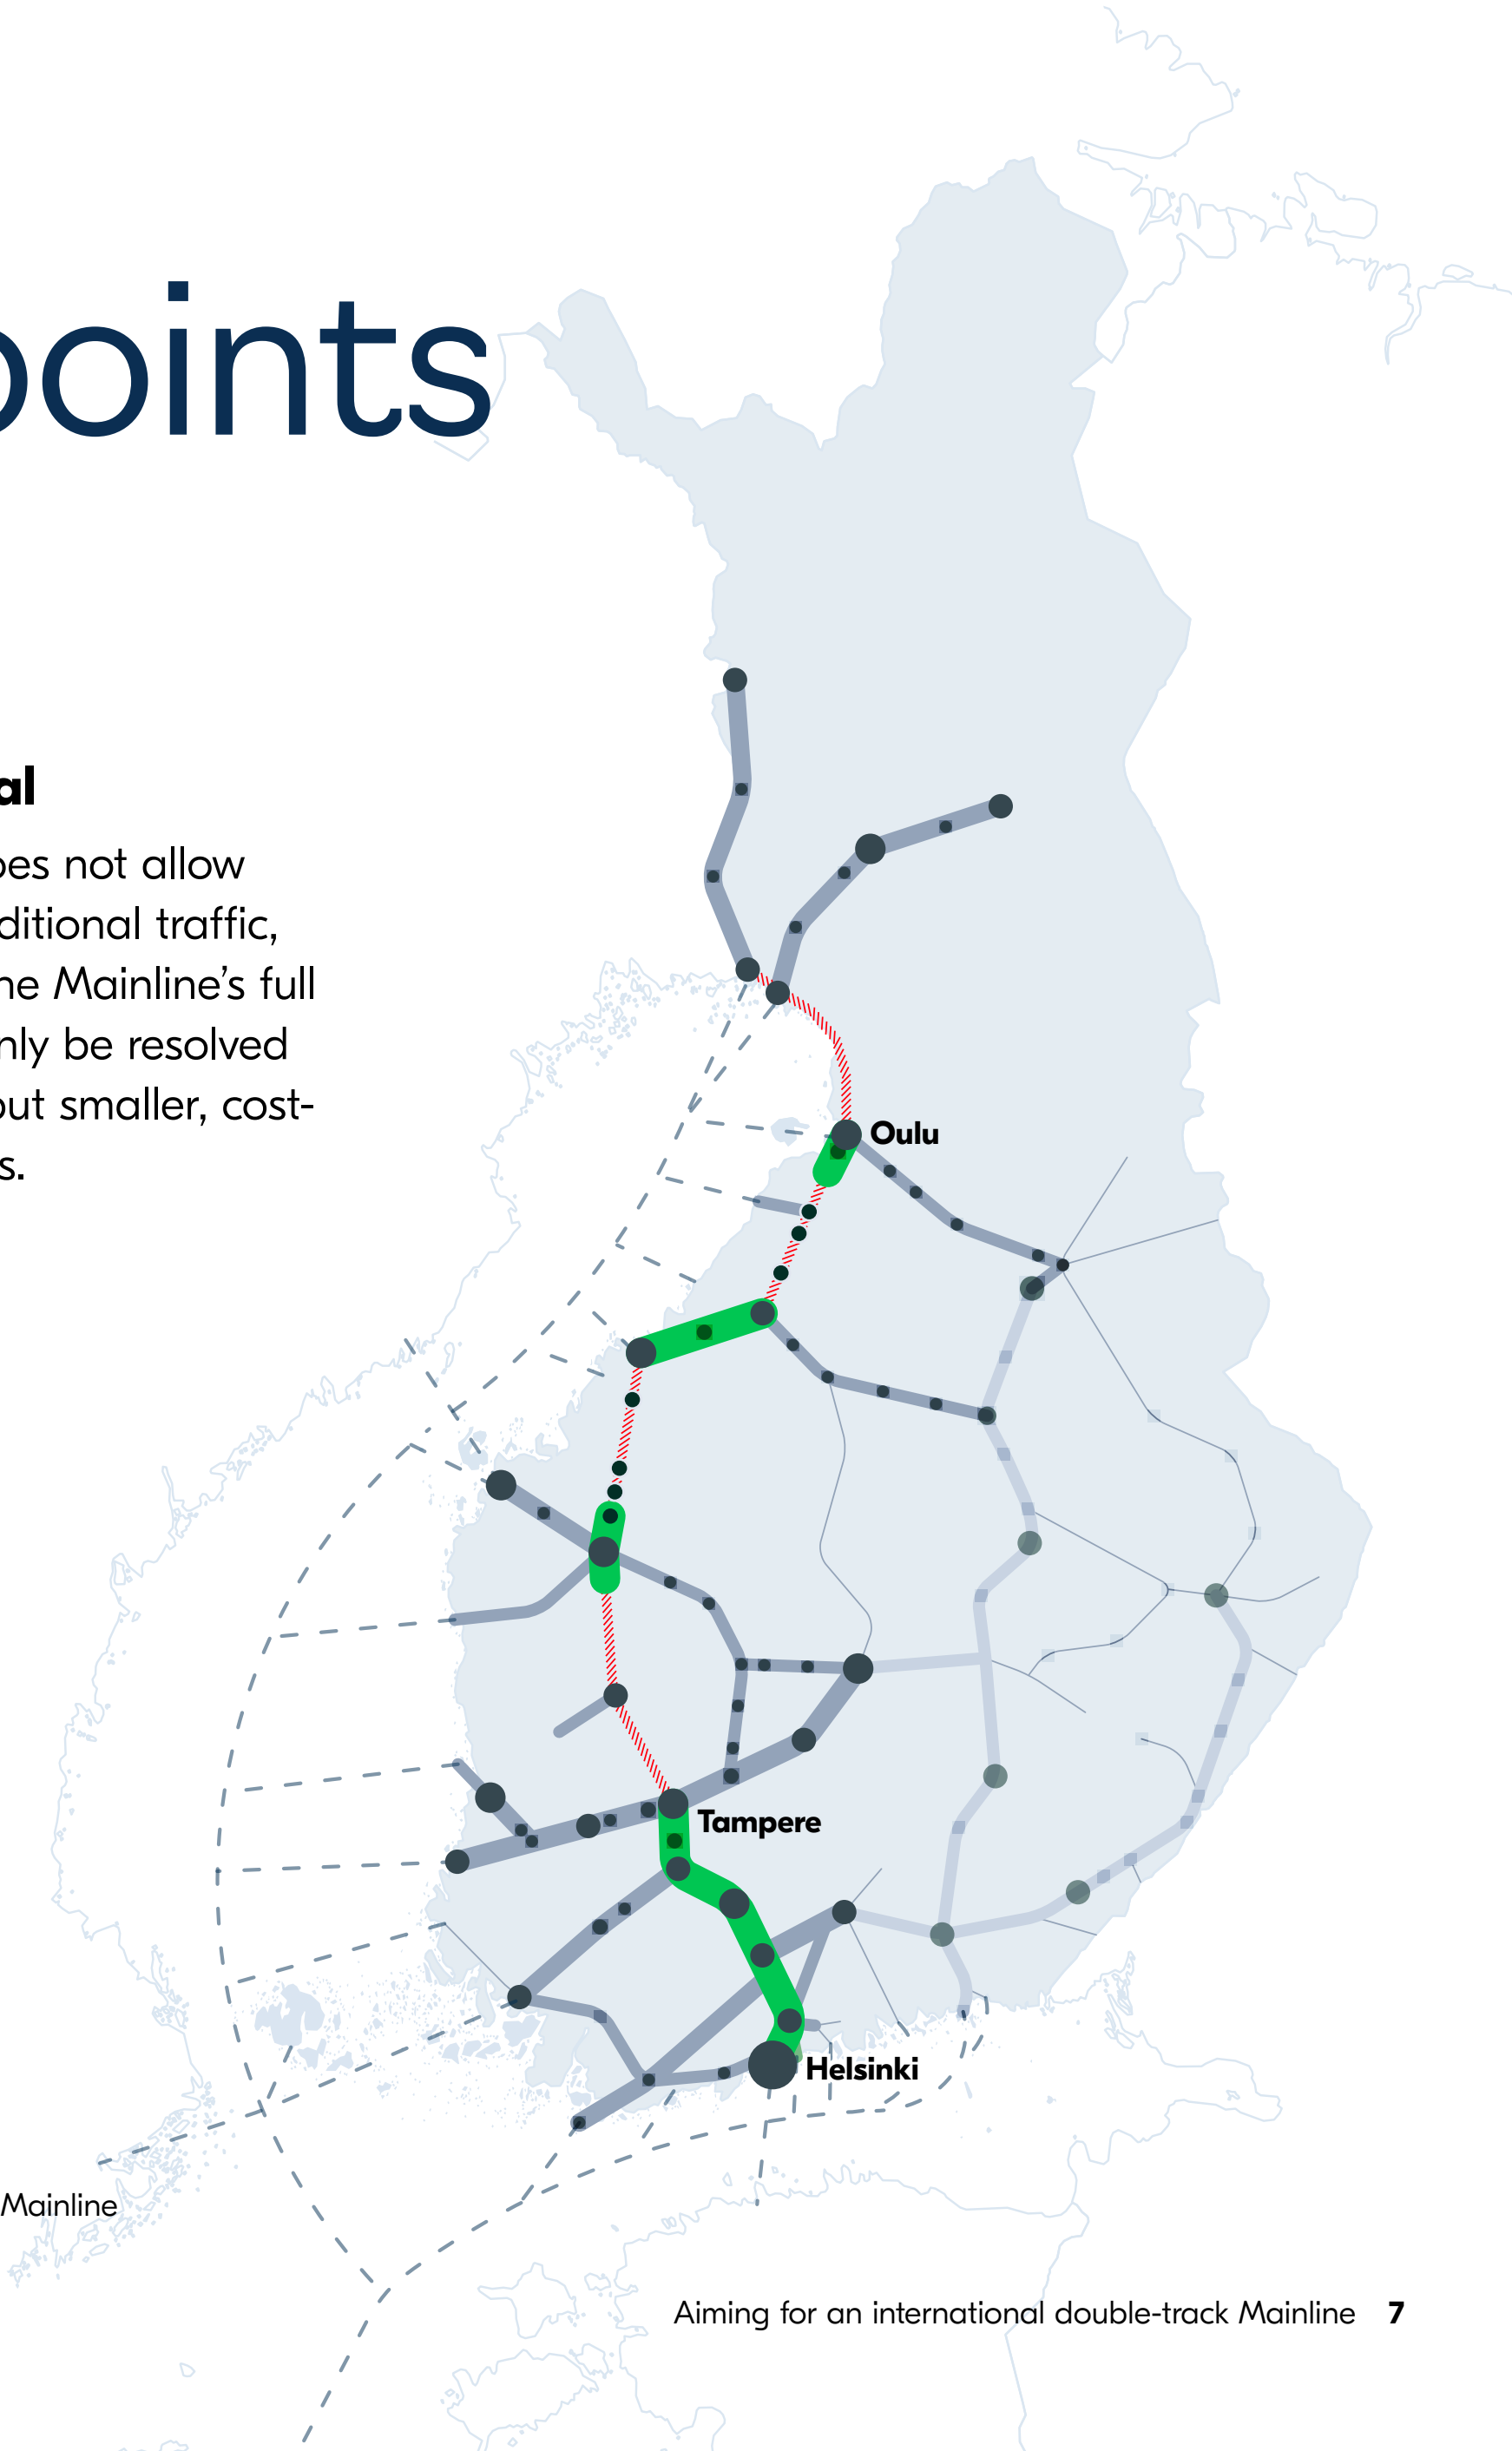 points
al
oes not allow
ditional traffic,
ne Mainline’s full
nly be resolved
out smaller, cost-
s.
Oulu
Tampere
Helsinki
Mainline
Aiming for an international double-track Mainline 7